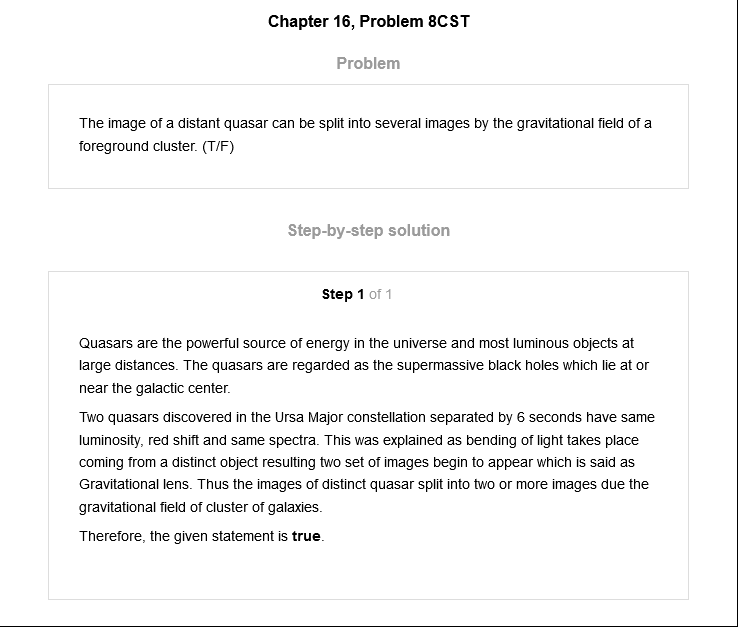 Chapter 16, Problem 8CST
Problem
The image of a distant quasar can be split into several images by the gravitational field of a
foreground cluster. (T/F)
Step-by-step solution
Step 1 of 1
Quasars are the powerful source of energy in the universe and most luminous objects at
large distances. The quasars are regarded as the supermassive black holes which lie at or
near the galactic center.
Two quasars discovered in the Ursa Major constellation separated by 6 seconds have same
luminosity, red shift and same spectra. This was explained as bending of light takes place
coming from a distinct object resulting two set of images begin to appear which is said as
Gravitational lens. Thus the images of distinct quasar split into two or more images due the
gravitational field of cluster of galaxies.
Therefore, the given statement is true.